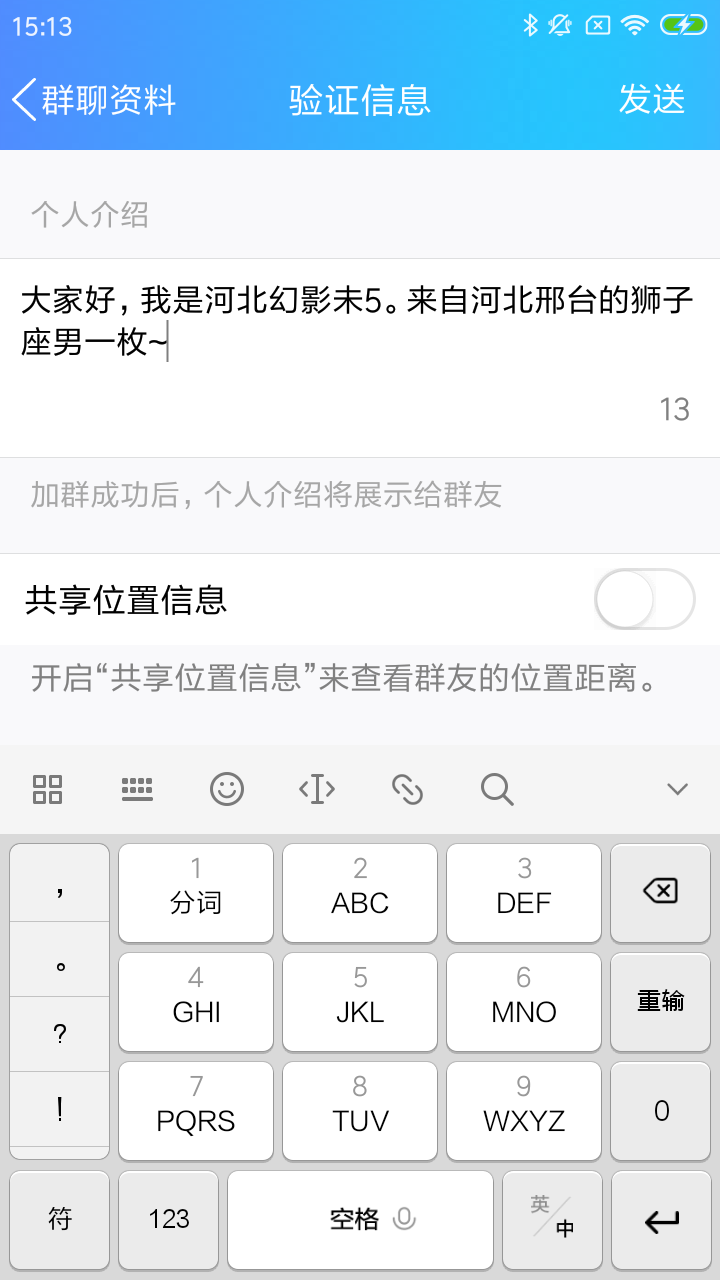 15:13
群聊资料 验证信息 发送
个人介绍
大家好，我是河北幻影未5。来自河北邢台的狮子
座男一枚~
13
加群成功后，个人介绍将展示给群友
共享位置信息
开启“共享位置信息”来查看群友的位置距离。
， 1 2 3
分词 ABC DEF
。 4 5 6 重输
GHI JKL MNO
?
! 7 8 9 0
PQRS TUV WXYZ
符 123 空格 英/中